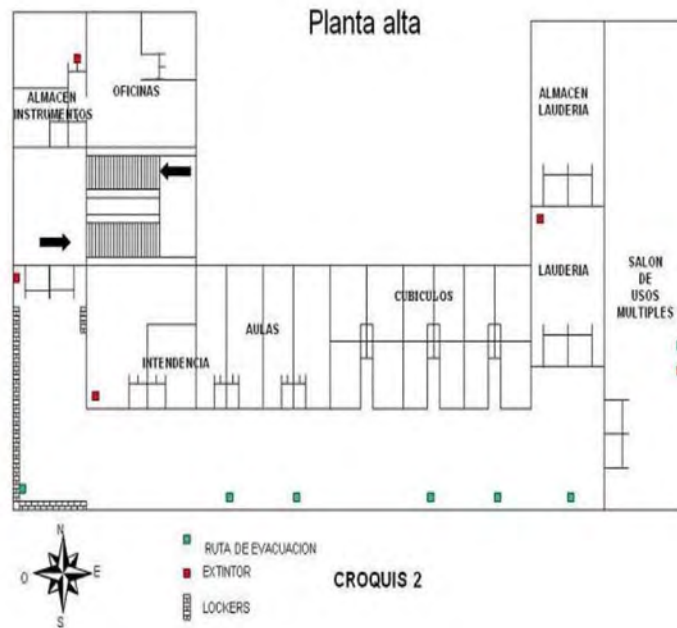 Planta alta
OFICINAS
ALMACEN
INSTRUMENTOS
ALMACEN
LAUDERIA
LAUDERIA
SALON
DE
USOS
MULTIPLES
CUBICULOS
AULAS
INTENDENCIA
N
O
E
S
RUTA DE EVACUACION
EXTINTOR
LOCKERS
CROQUIS 2